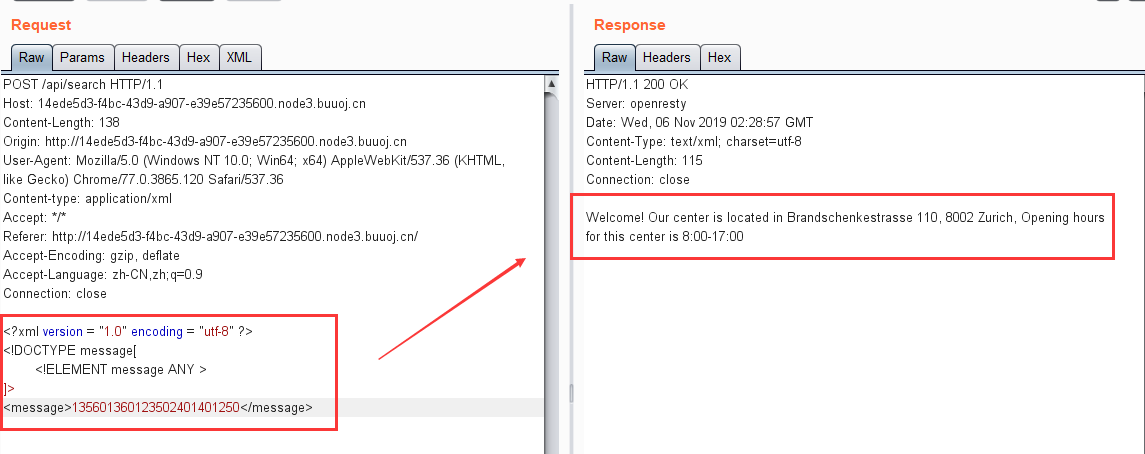 Request
Raw Params Headers Hex XML
POST /api/search HTTP/1.1
Host: 14ede5d3-f4bc-43d9-a907-e39e57235600.node3.buuoj.cn
Content-Length: 138
Origin: http://14ede5d3-f4bc-43d9-a907-e39e57235600.node3.buuoj.cn
User-Agent: Mozilla/5.0 (Windows NT 10.0; Win64; x64) AppleWebKit/537.36 (KHTML,
like Gecko) Chrome/77.0.3865.120 Safari/537.36
Content-type: application/xml
Accept: */*
Referer: http://14ede5d3-f4bc-43d9-a907-e39e57235600.node3.buuoj.cn/
Accept-Encoding: gzip, deflate
Accept-Language: zh-CN,zh;q=0.9
Connection: close
<?xml version = "1.0" encoding = "utf-8" ?>
<!DOCTYPE message[
<!ELEMENT message ANY >
]>
<message>135601360123502401401250</message>
Response
Raw Headers Hex
HTTP/1.1 200 OK
Server: openresty
Date: Wed, 06 Nov 2019 02:28:57 GMT
Content-Type: text/xml; charset=utf-8
Content-Length: 115
Connection: close
Welcome! Our center is located in Brandschenkestrasse 110, 8002 Zurich, Opening hours
for this center is 8:00-17:00